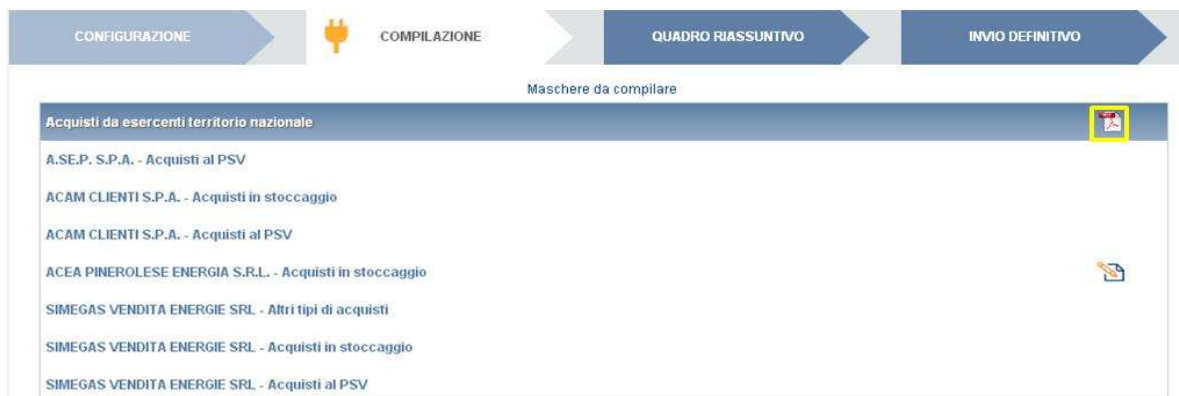 CONFIGURAZIONE COMPILAZIONE QUADRO RIASSUNTIVO INVIO DEFINITIVO
Maschere da compilare
Acquisti da esercenti territorio nazionale
A.SE.P. S.P.A. - Acquisti al PSV
ACAM CLIENTI S.P.A. - Acquisti in stoccaggio
ACAM CLIENTI S.P.A. - Acquisti al PSV
ACEA PINEROLESE ENERGIA S.R.L. - Acquisti in stoccaggio
SIMEGAS VENDITA ENERGIE SRL - Altri tipi di acquisti
SIMEGAS VENDITA ENERGIE SRL - Acquisti in stoccaggio
SIMEGAS VENDITA ENERGIE SRL - Acquisti al PSV